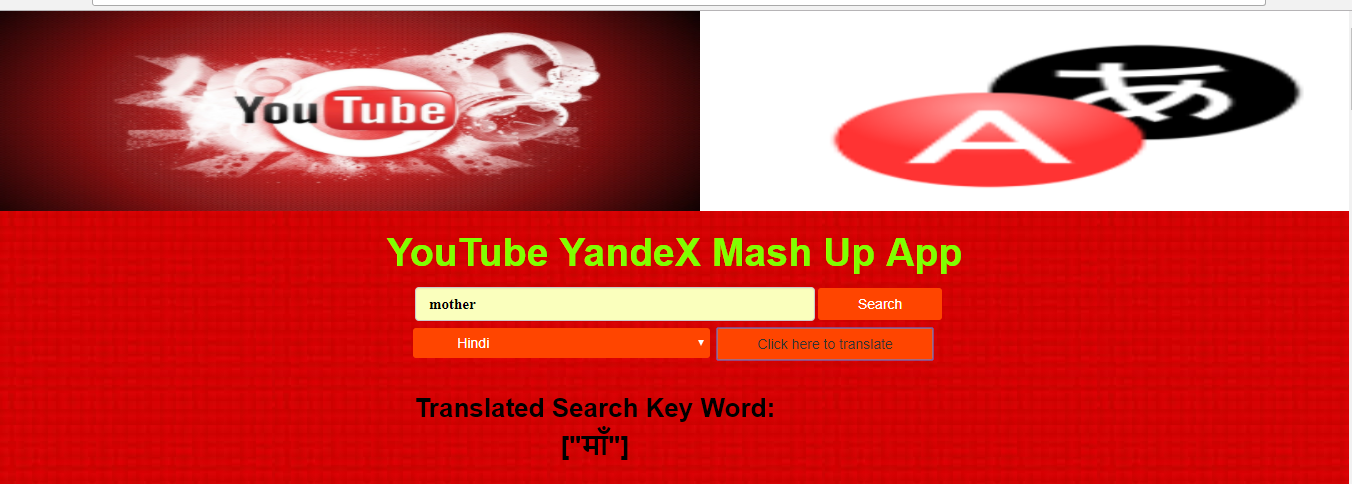 YouTube
A あ
YouTube YandeX Mash Up App
mother Search
Hindi Click here to translate
Translated Search Key Word:
["माँ"]